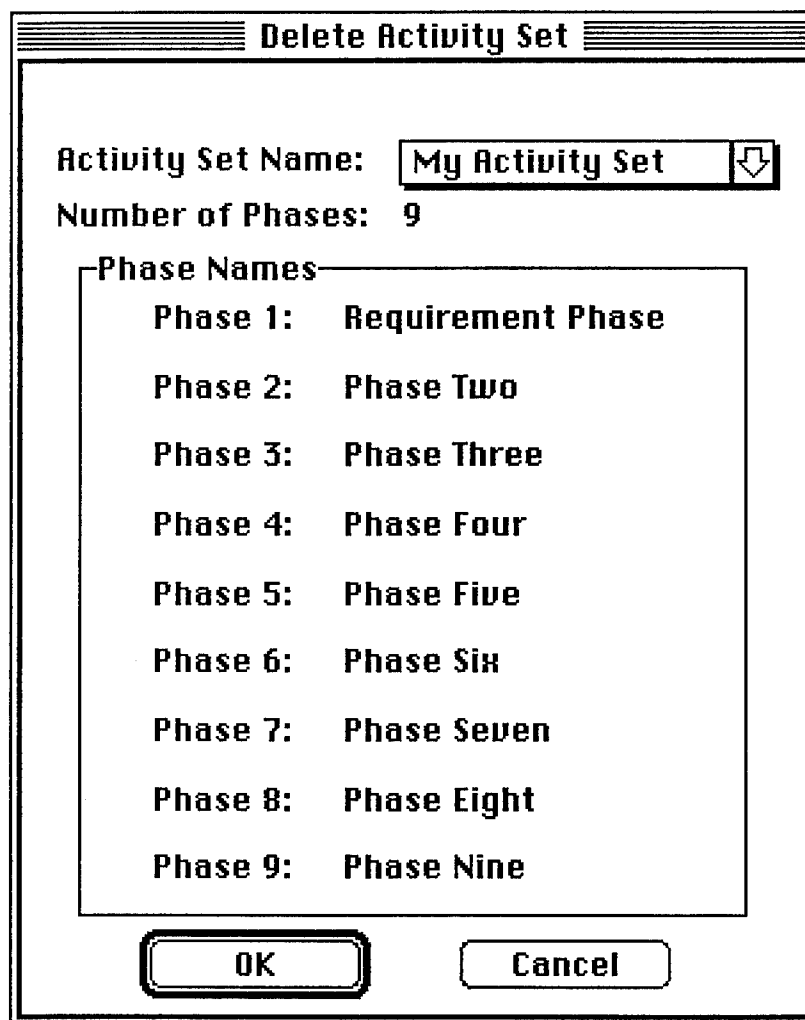 Delete Activity Set
Activity Set Name: My Activity Set
Number of Phases: 9
Phase Names
Phase 1: Requirement Phase
Phase 2: Phase Two
Phase 3: Phase Three
Phase 4: Phase Four
Phase 5: Phase Five
Phase 6: Phase Six
Phase 7: Phase Seven
Phase 8: Phase Eight
Phase 9: Phase Nine
OK Cancel